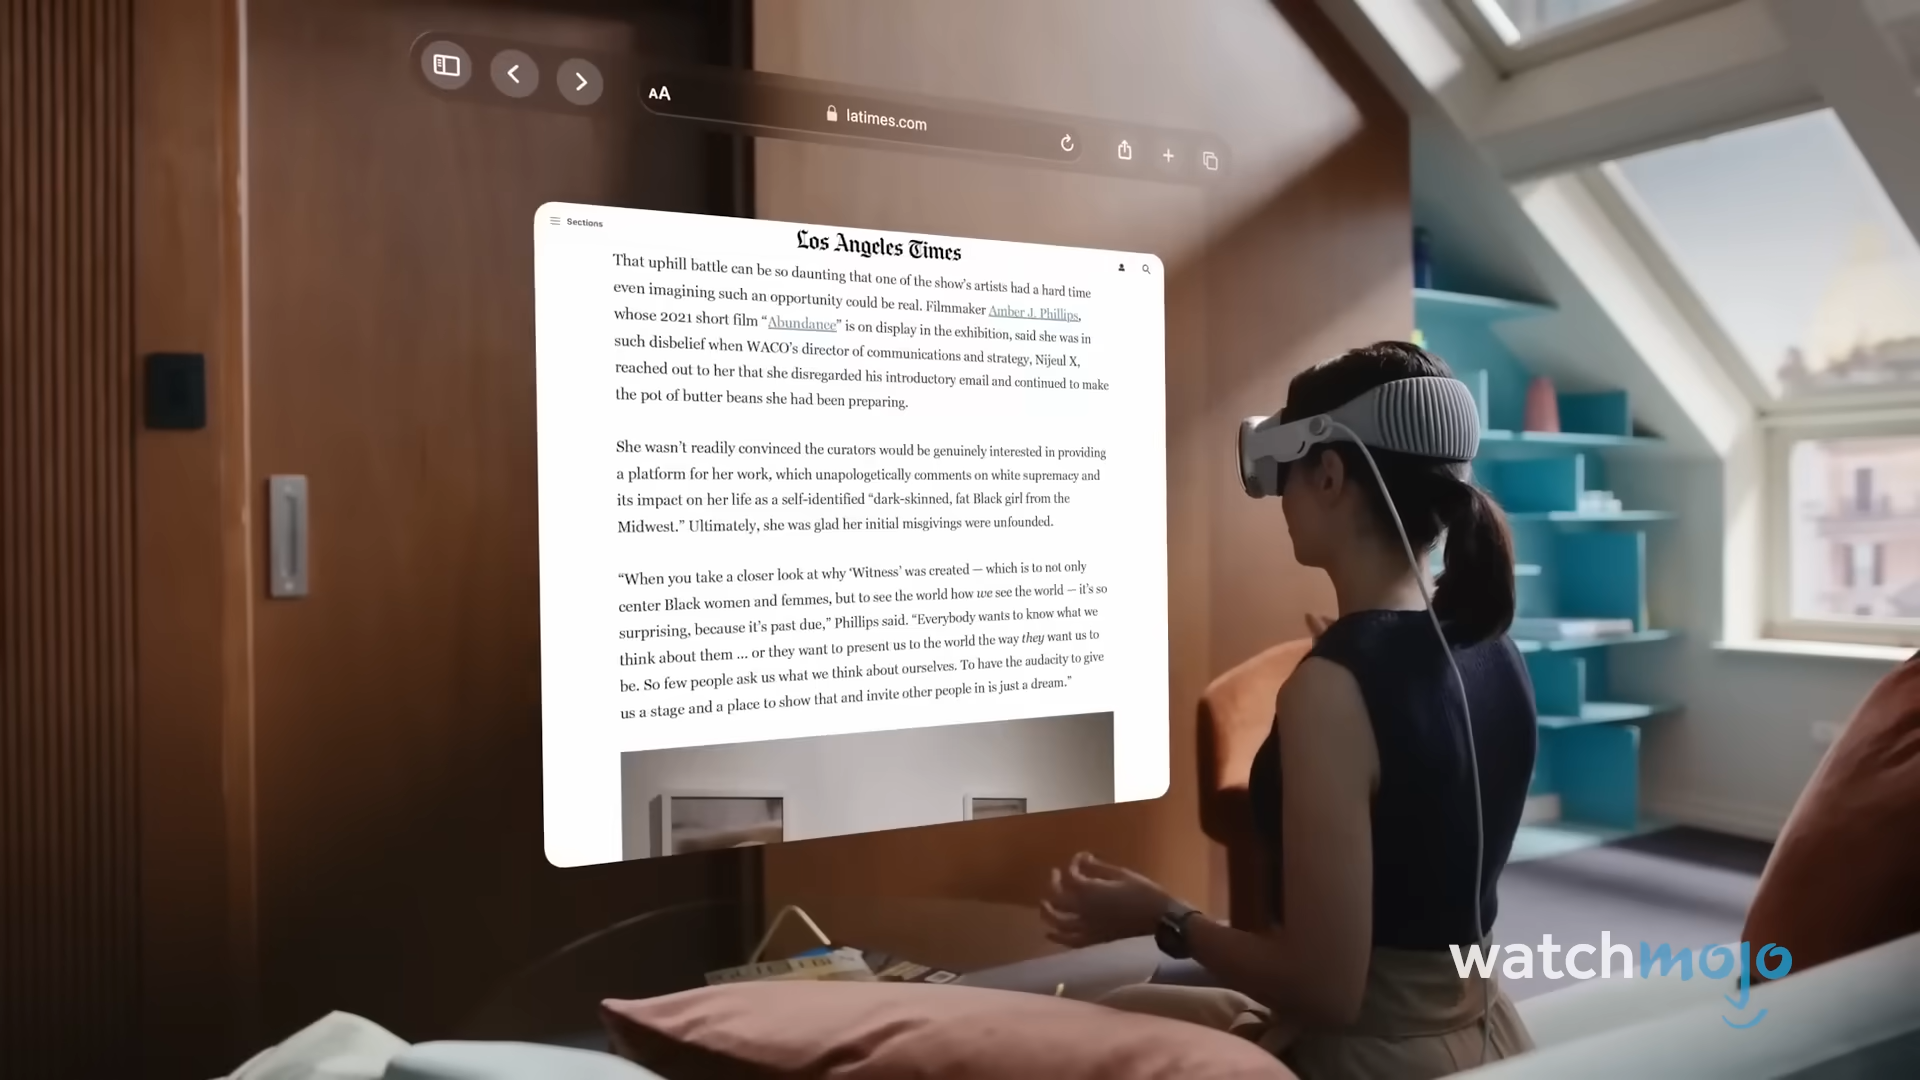 AA
latimes.com
Sections
Los Angeles Times
That uphill battle can be so daunting that one of the show's artists had a hard time
even imagining such an opportunity could be real. Filmmaker Amber J. Phillips,
whose 2021 short film “Abundance” is on display in the exhibition, said she was in
such disbelief when WACO's director of communications and strategy, Nijeul X,
reached out to her that she disregarded his introductory email and continued to make
the pot of butter beans she had been preparing.
She wasn't readily convinced the curators would be genuinely interested in providing
a platform for her work, which unapologetically comments on white supremacy and
its impact on her life as a self-identified “dark-skinned, fat Black girl from the
Midwest.” Ultimately, she was glad her initial misgivings were unfounded.
“When you take a closer look at why ‘Witness’ was created — which is to not only
center Black women and femmes, but to see the world how we see the world — it's so
surprising, because it's past due,” Phillips said. “Everybody wants to know what we
think about them ... or they want to present us to the world the way they want us to
be. So few people ask us what we think about ourselves. To have the audacity to give
us a stage and a place to show that and invite other people in is just a dream.”
watchmojo